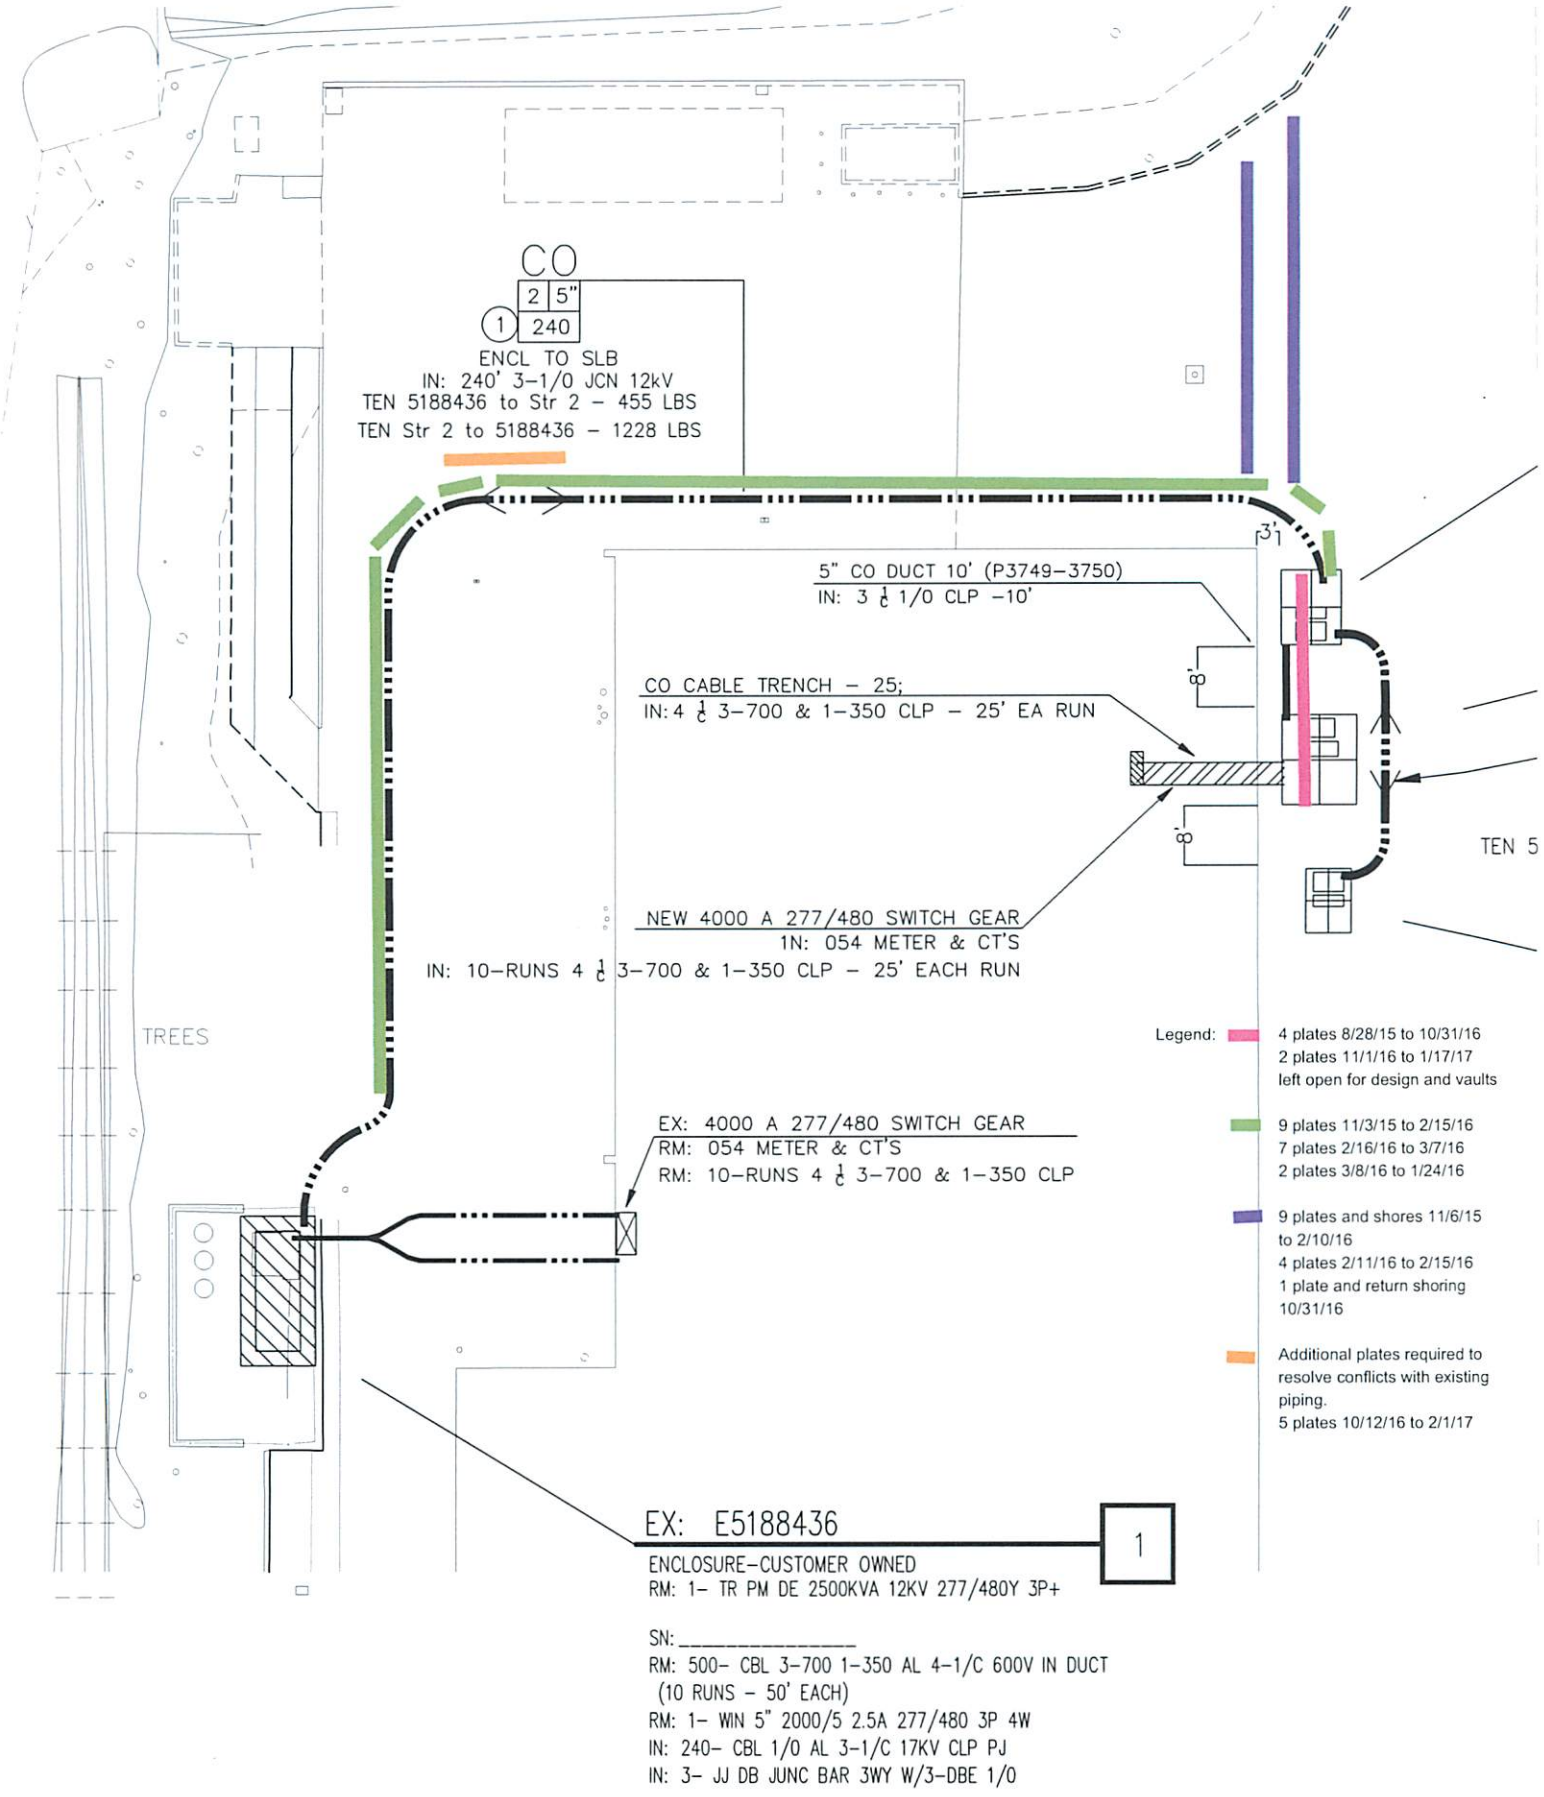 CO
2 5"
1 240
ENCL TO SLB
IN: 240' 3-1/0 JCN 12kV
TEN 5188436 to Str 2 - 455 LBS
TEN Str 2 to 5188436 - 1228 LBS
3'
5" CO DUCT 10' (P3749-3750)
IN: 3 1/C 1/0 CLP -10'
8'
CO CABLE TRENCH - 25;
IN: 4 1/C 3-700 & 1-350 CLP - 25' EA RUN
8'
TEN 5
NEW 4000 A 277/480 SWITCH GEAR
1N: 054 METER & CT'S
IN: 10-RUNS 4 1/C 3-700 & 1-350 CLP - 25' EACH RUN
TREES
Legend:
4 plates 8/28/15 to 10/31/16
2 plates 11/1/16 to 1/17/17
left open for design and vaults
9 plates 11/3/15 to 2/15/16
7 plates 2/16/16 to 3/7/16
2 plates 3/8/16 to 1/24/16
9 plates and shores 11/6/15
to 2/10/16
4 plates 2/11/16 to 2/15/16
1 plate and return shoring
10/31/16
Additional plates required to
resolve conflicts with existing
piping.
5 plates 10/12/16 to 2/1/17
EX: 4000 A 277/480 SWITCH GEAR
RM: 054 METER & CT'S
RM: 10-RUNS 4 1/C 3-700 & 1-350 CLP
EX: E5188436
1
ENCLOSURE-CUSTOMER OWNED
RM: 1- TR PM DE 2500KVA 12KV 277/480Y 3P+
SN: ________________
RM: 500- CBL 3-700 1-350 AL 4-1/C 600V IN DUCT
(10 RUNS - 50' EACH)
RM: 1- WIN 5" 2000/5 2.5A 277/480 3P 4W
IN: 240- CBL 1/0 AL 3-1/C 17KV CLP PJ
IN: 3- JJ DB JUNC BAR 3WY W/3-DBE 1/0